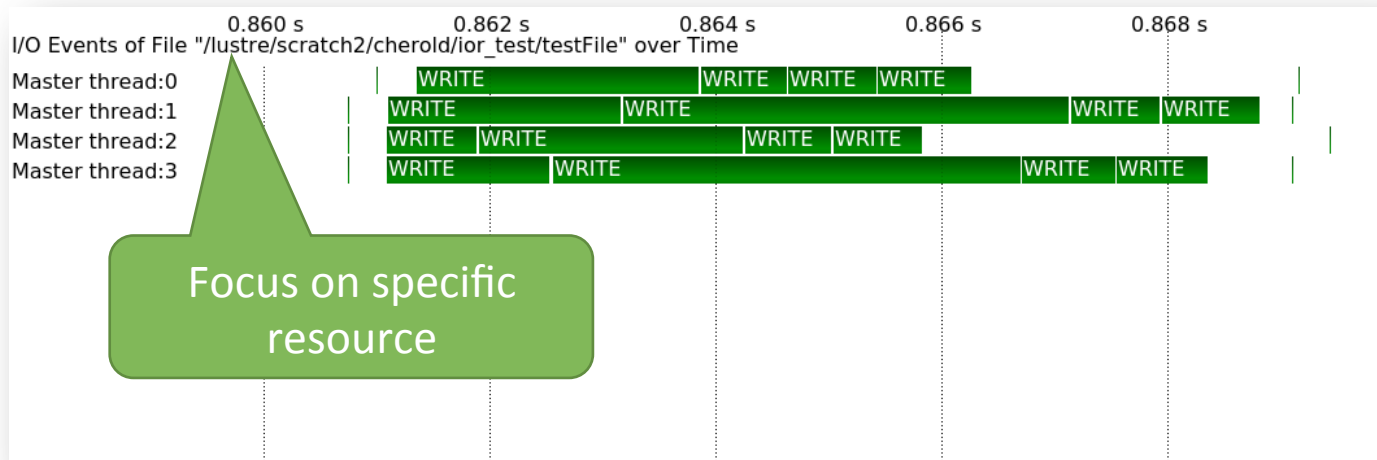 0.860 s 0.862 s 0.864 s 0.866 s 0.868 s
I/O Events of File "/lustre/scratch2/cherold/ior_test/testFile" over Time
Master thread:0 WRITE WRITE WRITE WRITE
Master thread:1 WRITE WRITE WRITE WRITE
Master thread:2 WRITE WRITE WRITE WRITE
Master thread:3 WRITE WRITE WRITE WRITE
Focus on specific
resource